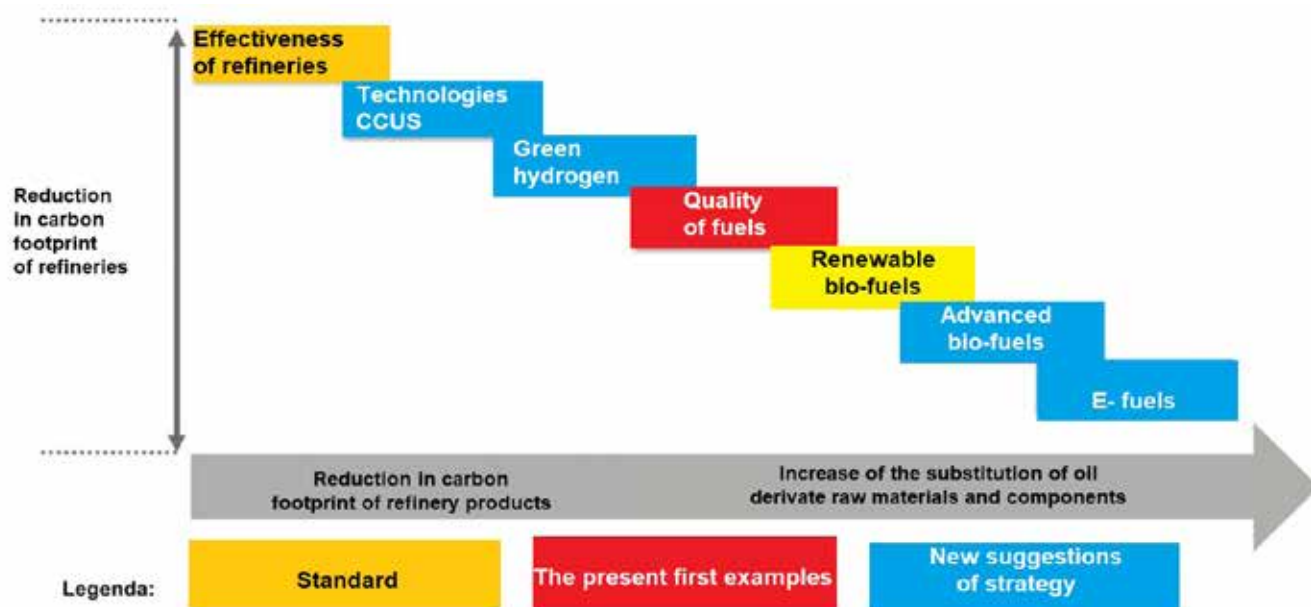 Effectiveness
of refineries
Technologies
CCUS
Green
hydrogen
Quality
of fuels
Renewable
bio-fuels
Advanced
bio-fuels
E- fuels
Reduction
in carbon
footprint
of refineries
Reduction in carbon
footprint of refinery products
Increase of the substitution of oil
derivate raw materials and components
Legenda:
Standard
The present first examples
New suggestions
of strategy